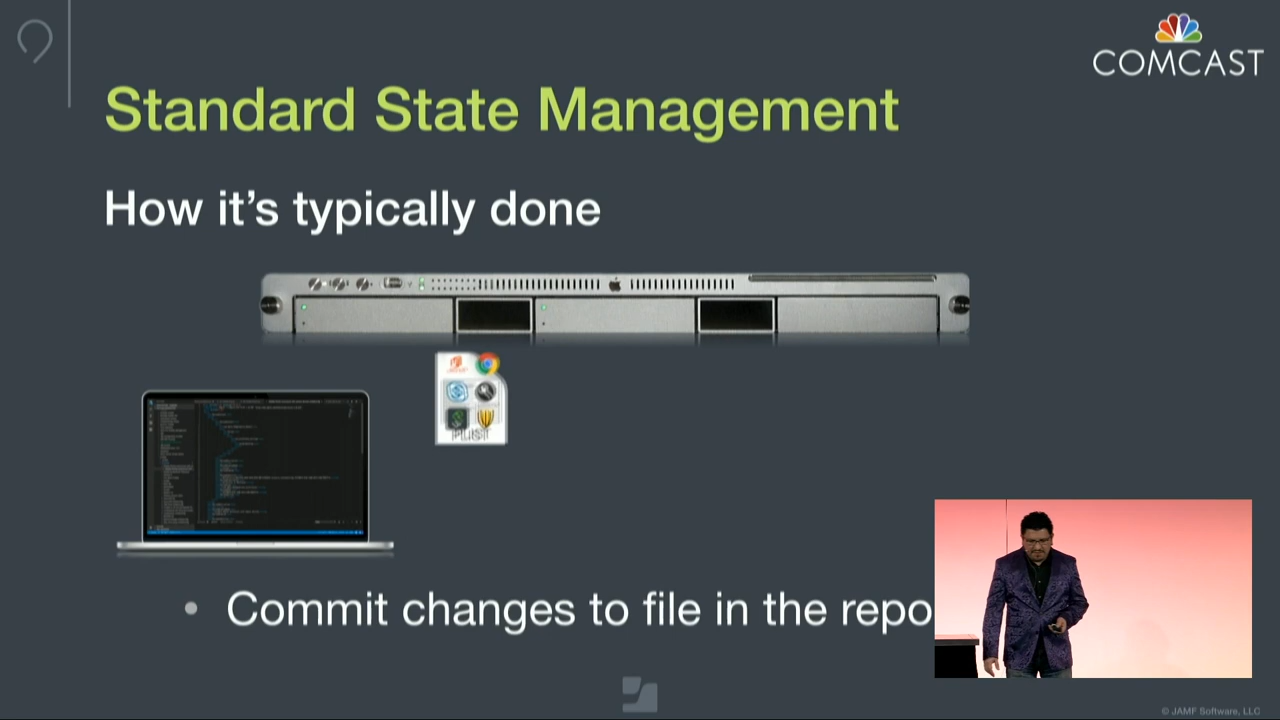 COMCAST
Standard State Management
How it's typically done
• Commit changes to file in the repo
© JAMF Software, LLC